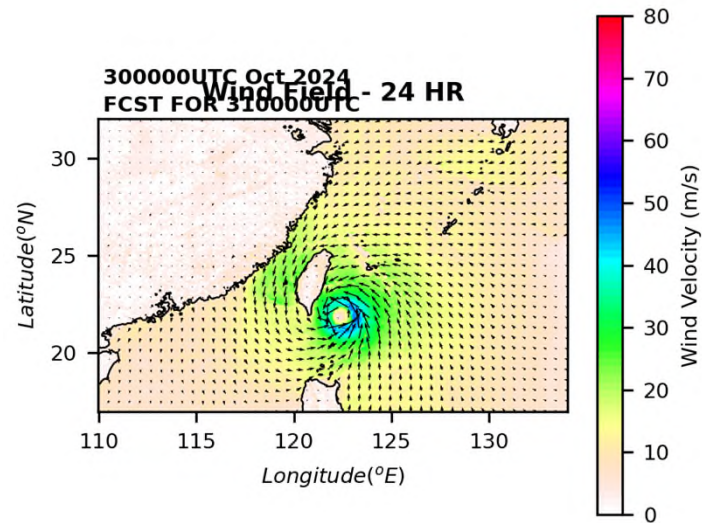 300000UTC Oct 2024
Wind Field - 24 HR
FCST FOR 310000UTC
80
70
60
50
40
30
20
10
0
Wind Velocity (m/s)
30
25
20
Latitude(°N)
110
115
120
125
130
Longitude(°E)